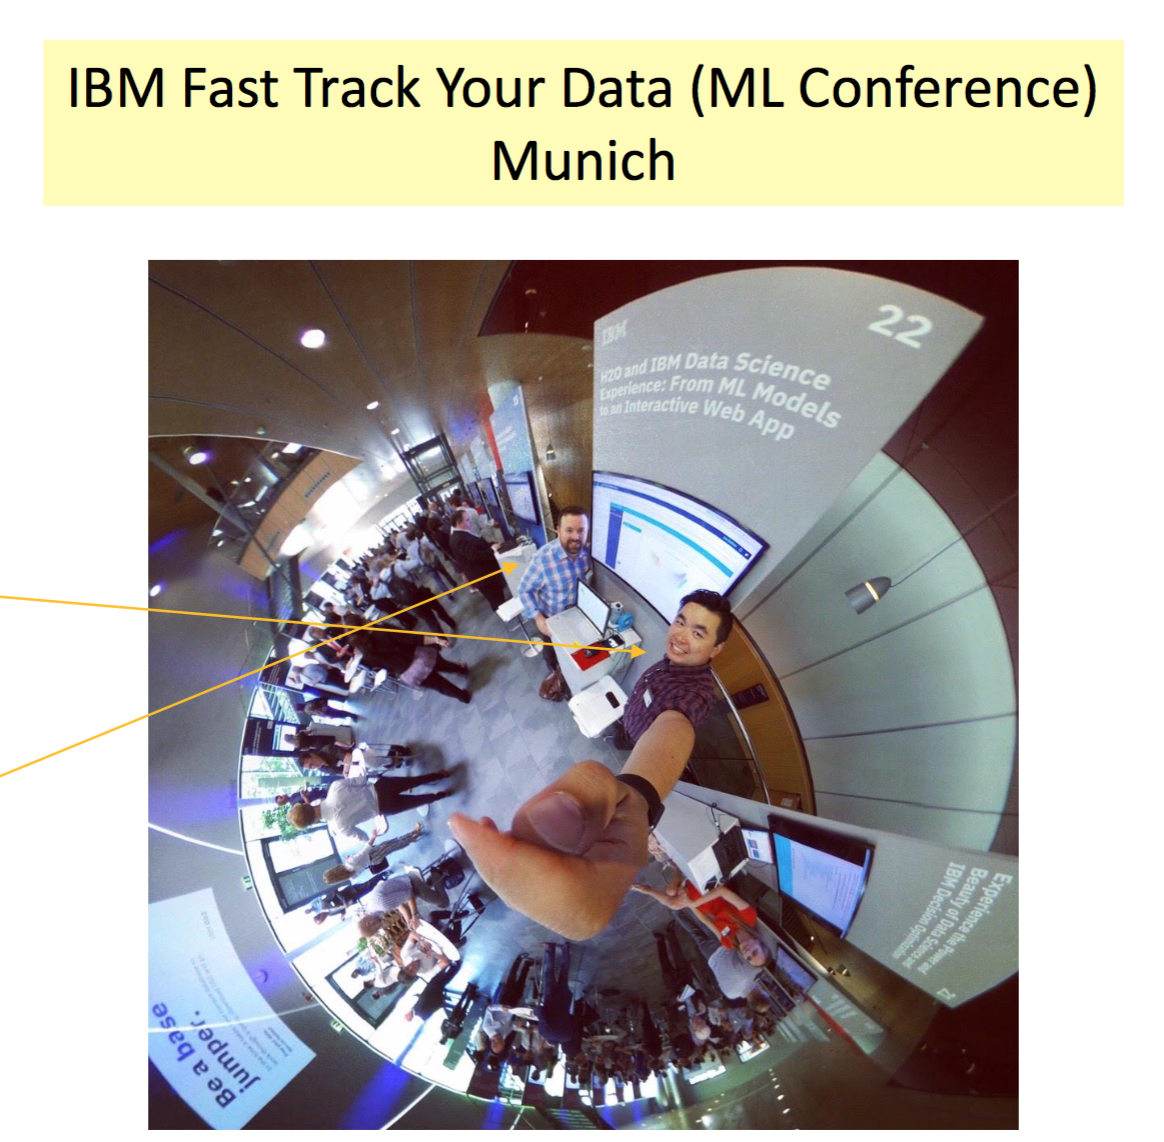 IBM Fast Track Your Data (ML Conference)
Munich
IBM
22
H2O and IBM Data Science
Experience: From ML Models
to an Interactive Web App
Experience the Power and
Beauty of Data Science and
IBM Decision Optimization
Be a base
jumper.